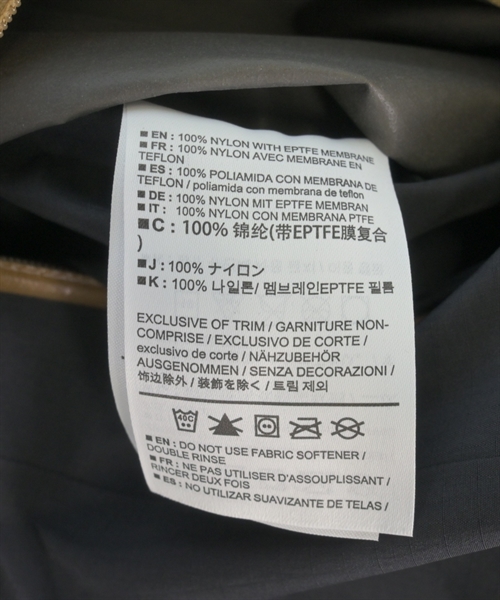 ■ EN : 100% NYLON WITH EPTFE MEMBRANE
■ FR : 100% NYLON AVEC MEMBRANE EN
TEFLON
■ ES : 100% POLIAMIDA CON MEMBRANA DE
TEFLON / poliamida con membrana de teflon
■ DE : 100% NYLON MIT EPTFE MEMBRAN
■ IT : 100% NYLON CON MEMBRANA PTFE
■ C : 100% 锦纶(带EPTFE膜复合
)
■ J : 100% ナイロン
■ K : 100% 나일론/ 멤브레인EPTFE 필름
EXCLUSIVE OF TRIM / GARNITURE NON-
COMPRISE / EXCLUSIVO DE CORTE /
exclusivo de corte / NÄHZUBEHÖR
AUSGENOMMEN / SENZA DECORAZIONI /
饰边除外 / 装飾を除く / 트림 제외
40C
■ EN : DO NOT USE FABRIC SOFTENER /
DOUBLE RINSE
■ FR : NE PAS UTILISER D'ASSOUPLISSANT /
RINCER DEUX FOIS
■ ES : NO UTILIZAR SUAVIZANTE DE TELAS /